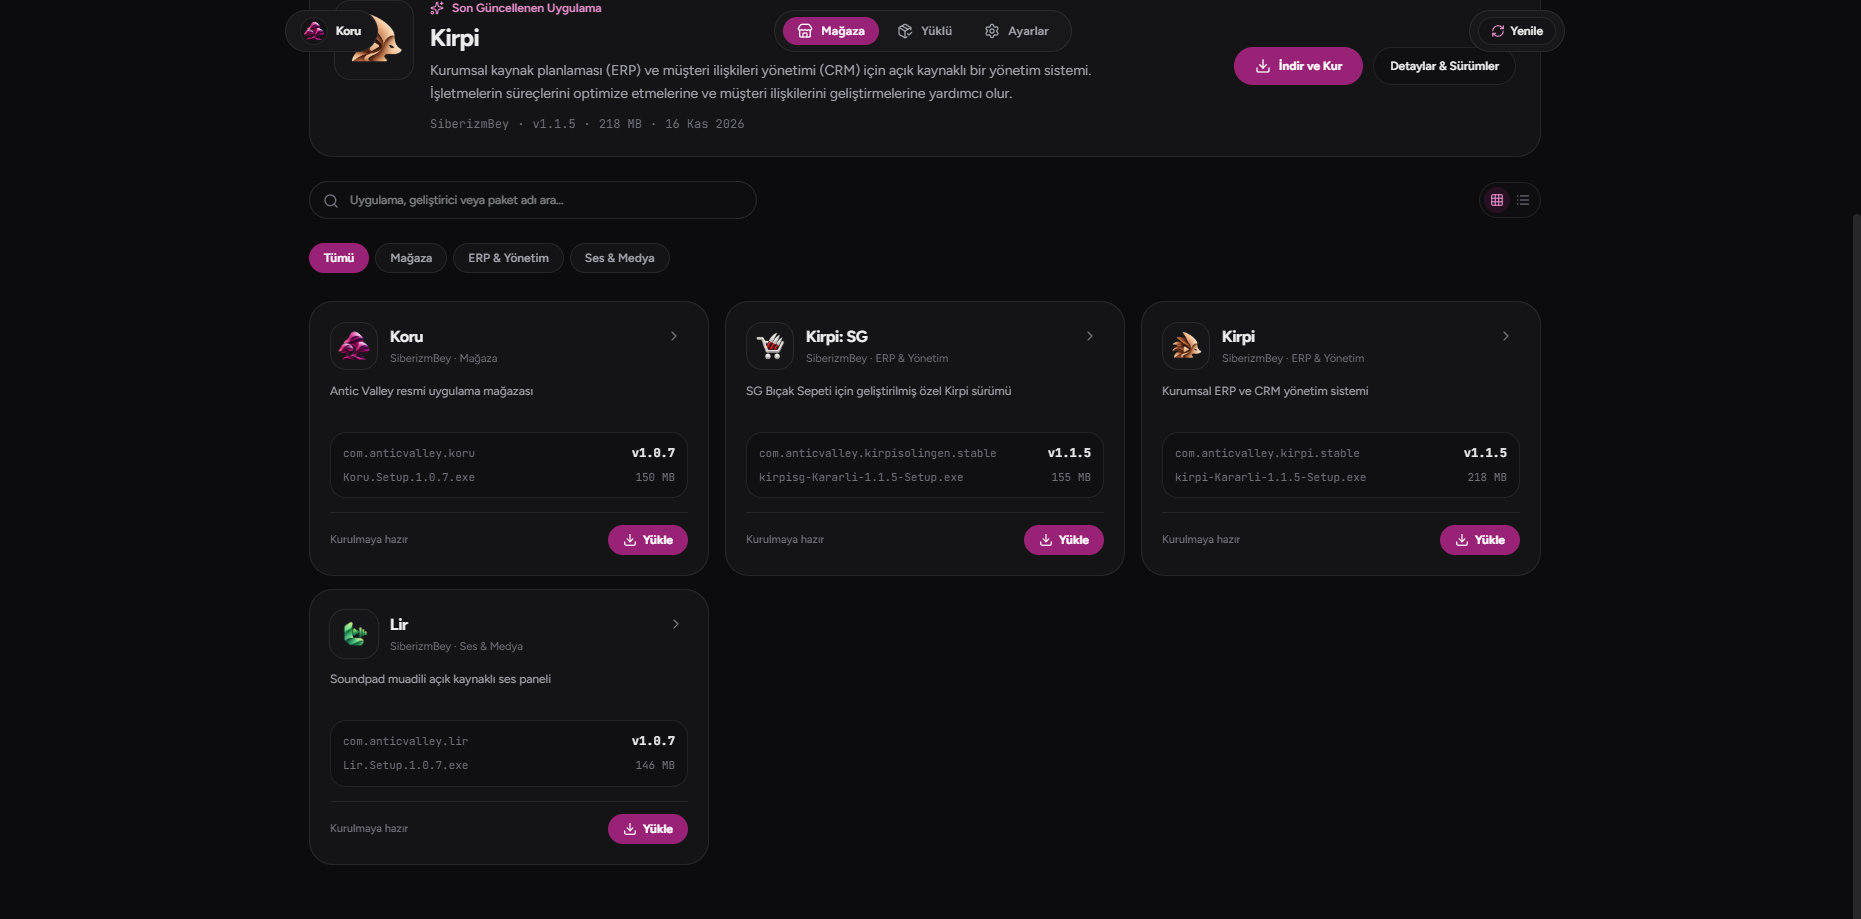 Son Güncellenen Uygulama
Koru
Mağaza
Yüklü
Ayarlar
Yenile
Kirpi
Kurumsal kaynak planlaması (ERP) ve müşteri ilişkileri yönetimi (CRM) için açık kaynaklı bir yönetim sistemi.
İşletmelerin süreçlerini optimize etmelerine ve müşteri ilişkilerini geliştirmelerine yardımcı olur.
İndir ve Kur
Detaylar & Sürümler
SiberizmBey · v1.1.5 · 218 MB · 16 Kas 2026
Uygulama, geliştirici veya paket adı ara...
Tümü
Mağaza
ERP & Yönetim
Ses & Medya
Koru
SiberizmBey · Mağaza
Antic Valley resmi uygulama mağazası
com.anticvalley.koru v1.0.7
Koru.Setup.1.0.7.exe 150 MB
Kurulmaya hazır
Yükle
Kirpi: SG
SiberizmBey · ERP & Yönetim
SG Bıçak Sepeti için geliştirilmiş özel Kirpi sürümü
com.anticvalley.kirpisolingen.stable v1.1.5
kirpisg-Kararli-1.1.5-Setup.exe 155 MB
Kurulmaya hazır
Yükle
Kirpi
SiberizmBey · ERP & Yönetim
Kurumsal ERP ve CRM yönetim sistemi
com.anticvalley.kirpi.stable v1.1.5
kirpi-Kararli-1.1.5-Setup.exe 218 MB
Kurulmaya hazır
Yükle
Lir
SiberizmBey · Ses & Medya
Soundpad muadili açık kaynaklı ses paneli
com.anticvalley.lir v1.0.7
Lir.Setup.1.0.7.exe 146 MB
Kurulmaya hazır
Yükle